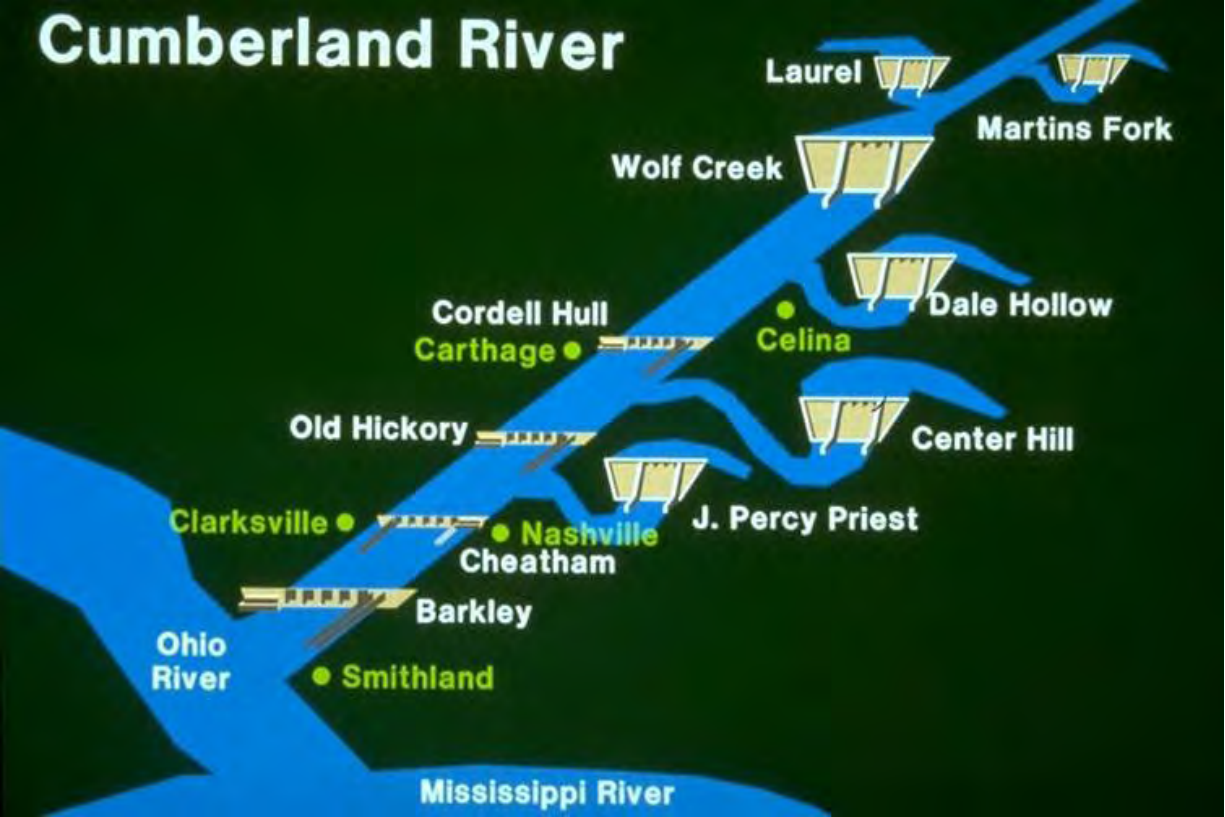 Cumberland River
Laurel
Martins Fork
Wolf Creek
Dale Hollow
Cordell Hull
Carthage
Celina
Old Hickory
Center Hill
Clarksville
J. Percy Priest
Nashville
Cheatham
Barkley
Ohio
River
Smithland
Mississippi River